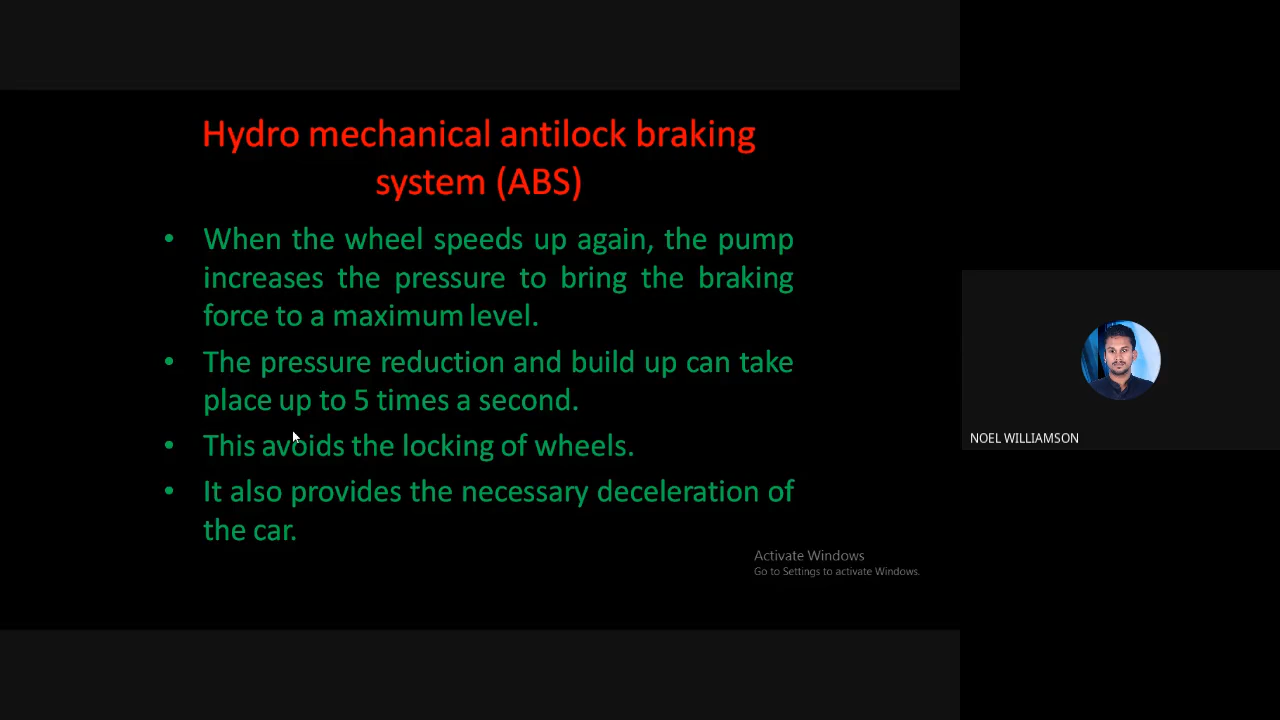 Hydro mechanical antilock braking
system (ABS)
• When the wheel speeds up again, the pump
increases the pressure to bring the braking
force to a maximum level.
• The pressure reduction and build up can take
place up to 5 times a second.
• This avoids the locking of wheels.
• It also provides the necessary deceleration of
the car.
Activate Windows
Go to Settings to activate Windows.
NOEL WILLIAMSON